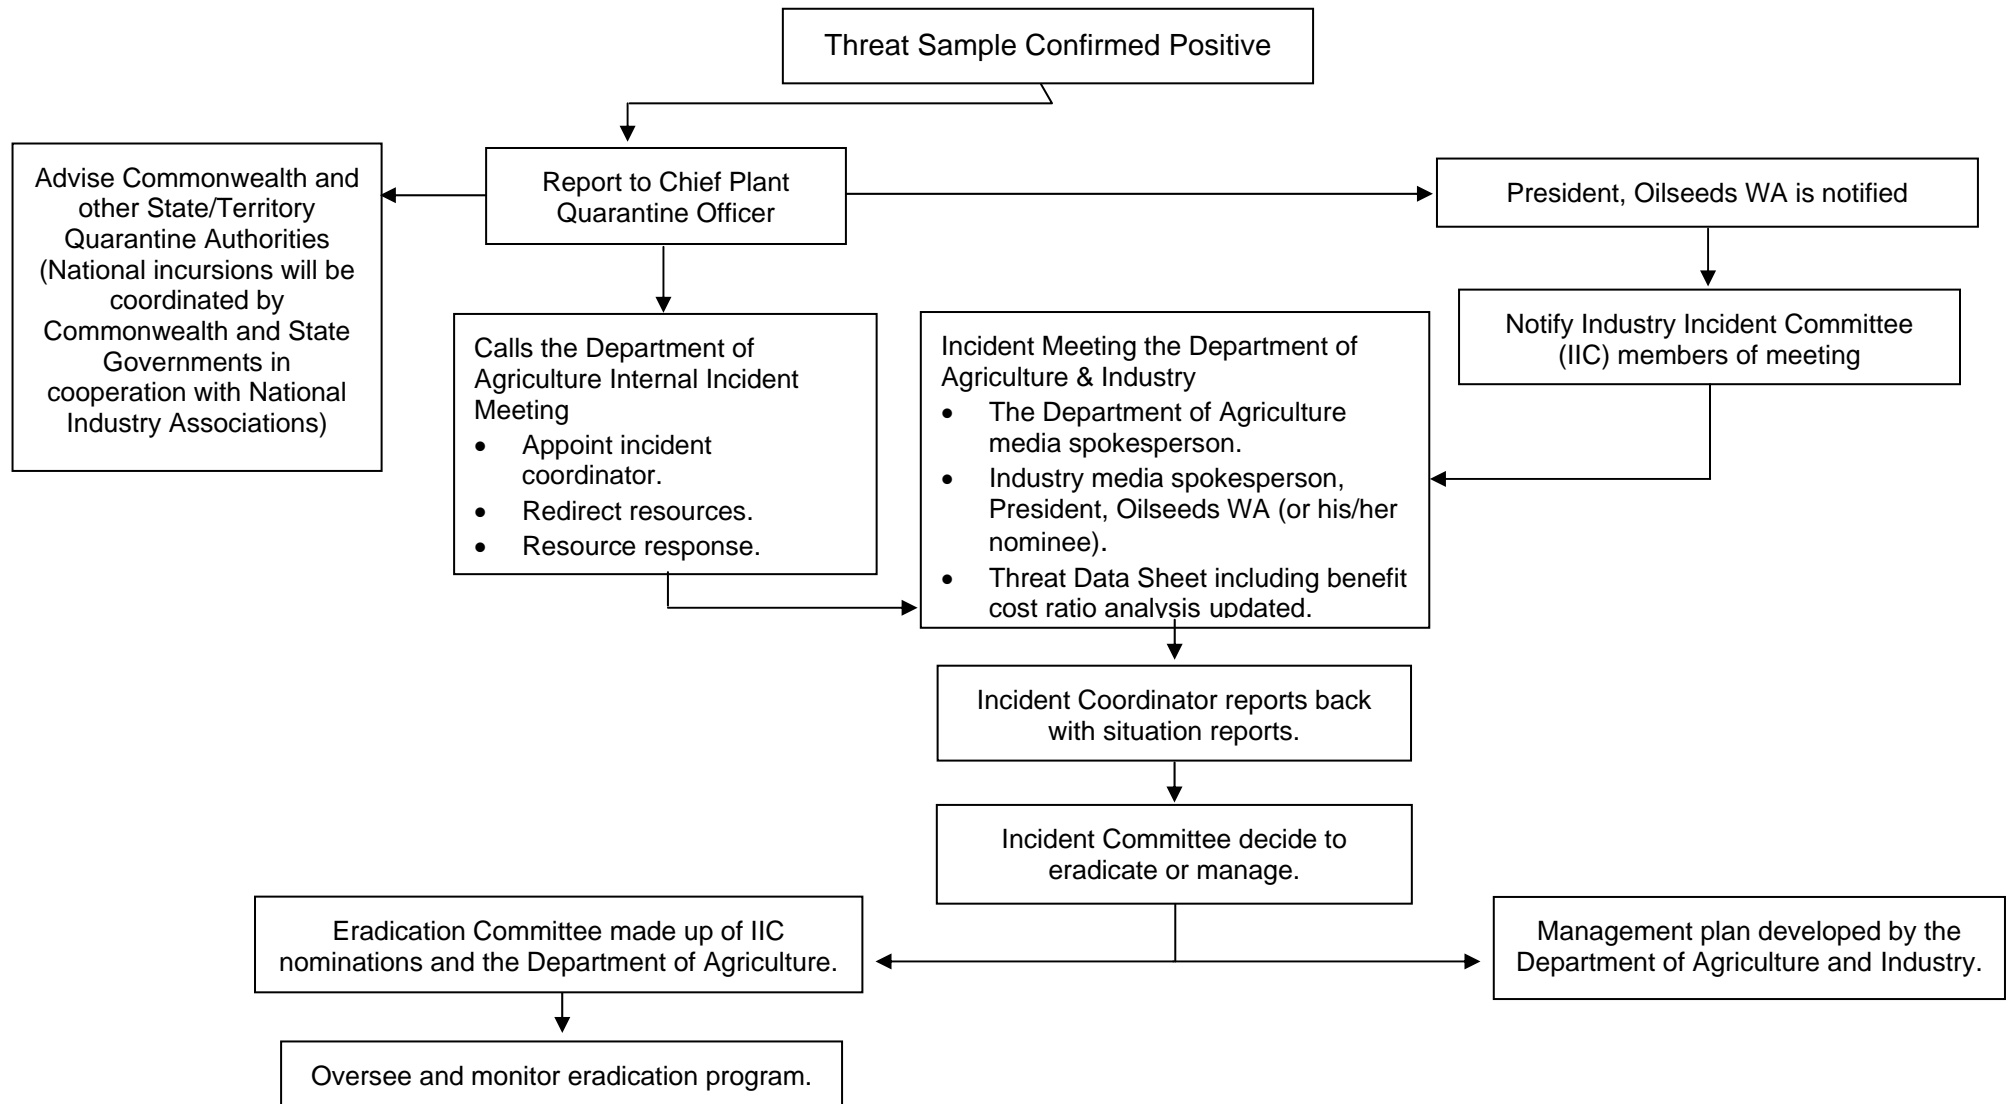 Threat Sample Confirmed Positive
Advise Commonwealth and
other State/Territory
Quarantine Authorities
(National incursions will be
coordinated by
Commonwealth and State
Governments in
cooperation with National
Industry Associations)
Report to Chief Plant
Quarantine Officer
President, Oilseeds WA is notified
Notify Industry Incident Committee
(IIC) members of meeting
Calls the Department of
Agriculture Internal Incident
Meeting
• Appoint incident
coordinator.
• Redirect resources.
• Resource response.
Incident Meeting the Department of
Agriculture & Industry
• The Department of Agriculture
media spokesperson.
• Industry media spokesperson,
President, Oilseeds WA (or his/her
nominee).
• Threat Data Sheet including benefit
cost ratio analysis updated.
Incident Coordinator reports back
with situation reports.
Incident Committee decide to
eradicate or manage.
Eradication Committee made up of IIC
nominations and the Department of Agriculture.
Management plan developed by the
Department of Agriculture and Industry.
Oversee and monitor eradication program.